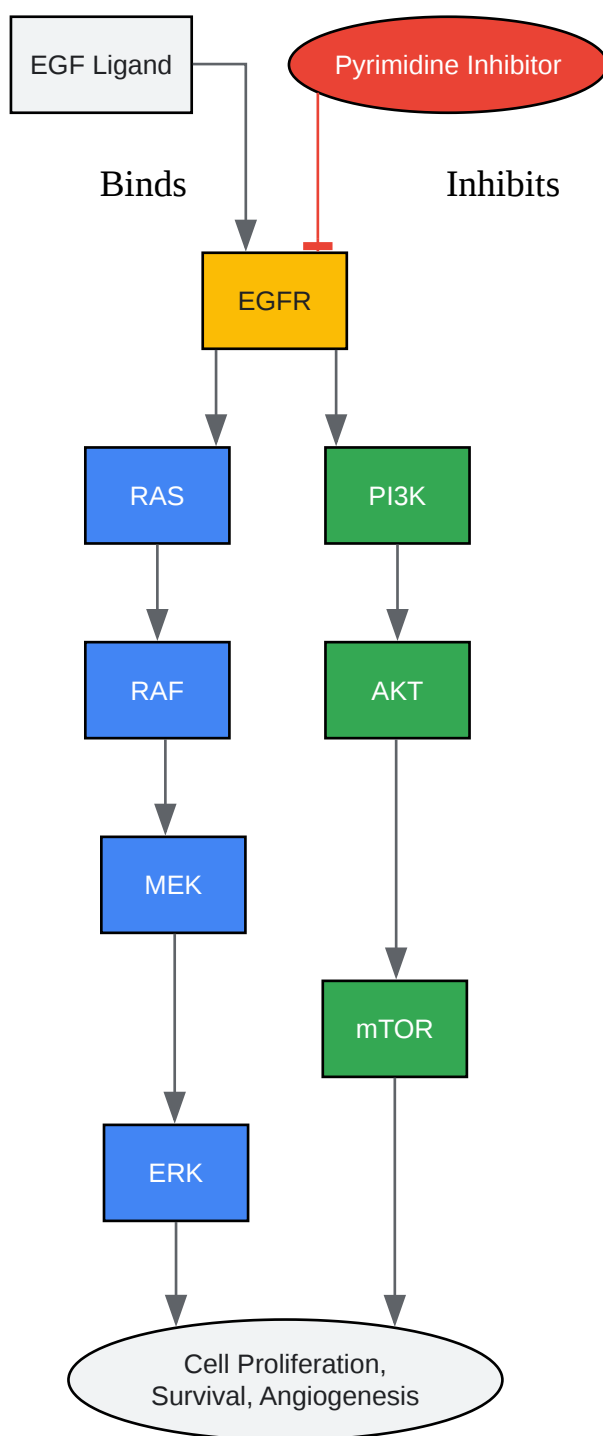 EGF Ligand
Pyrimidine Inhibitor
Binds
Inhibits
EGFR
RAS
PI3K
RAF
AKT
MEK
mTOR
ERK
Cell Proliferation,
Survival, Angiogenesis